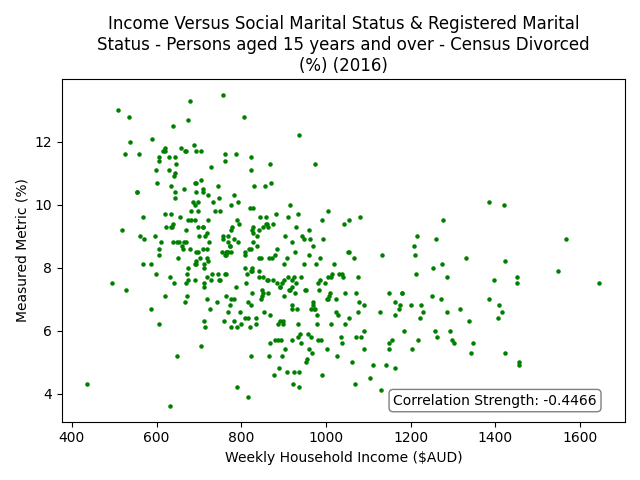 Income Versus Social Marital Status & Registered Marital
Status - Persons aged 15 years and over - Census Divorced
(%) (2016)
Measured Metric (%)
12
10
8
6
4
Correlation Strength: -0.4466
400 600 800 1000 1200 1400 1600
Weekly Household Income ($AUD)